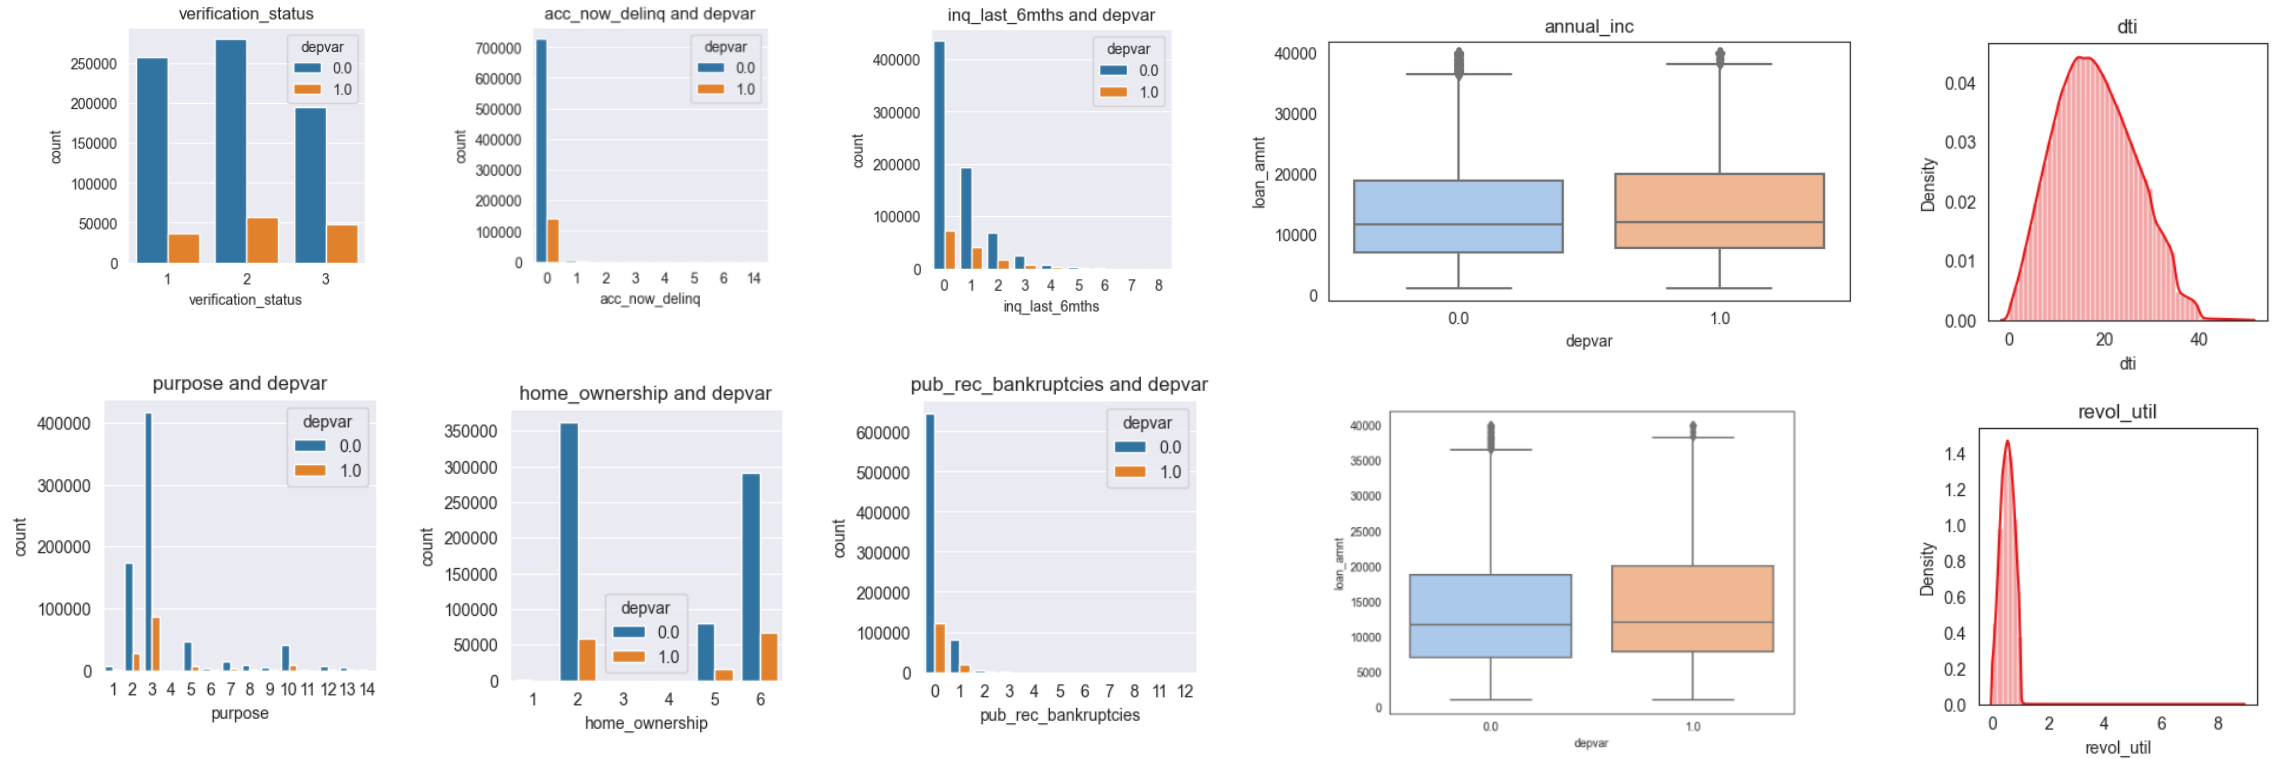 verification_status
depvar
0.0
1.0
250000
200000
150000
100000
50000
0
count
1 2 3
verification_status
acc_now_delinq and depvar
depvar
0.0
1.0
700000
600000
500000
400000
300000
200000
100000
0
count
0 1 2 3 4 5 6 14
acc_now_delinq
inq_last_6mths and depvar
depvar
0.0
1.0
400000
300000
200000
100000
0
count
0 1 2 3 4 5 6 7 8
inq_last_6mths
annual_inc
40000
30000
20000
10000
0
loan_amnt
0.0 1.0
depvar
dti
0.04
0.03
0.02
0.01
0.00
Density
0 20 40
dti
purpose and depvar
depvar
0.0
1.0
400000
300000
200000
100000
0
count
1 2 3 4 5 6 7 8 9 10 11 12 13 14
purpose
home_ownership and depvar
350000
300000
250000
200000
150000
100000
50000
0
count
depvar
0.0
1.0
1 2 3 4 5 6
home_ownership
pub_rec_bankruptcies and depvar
depvar
0.0
1.0
600000
500000
400000
300000
200000
100000
0
count
0 1 2 3 4 5 6 7 8 11 12
pub_rec_bankruptcies
40000
35000
30000
25000
20000
15000
10000
5000
0
loan_amnt
0.0 1.0
depvar
revol_util
1.4
1.2
1.0
0.8
0.6
0.4
0.2
0.0
Density
0 2 4 6 8
revol_util